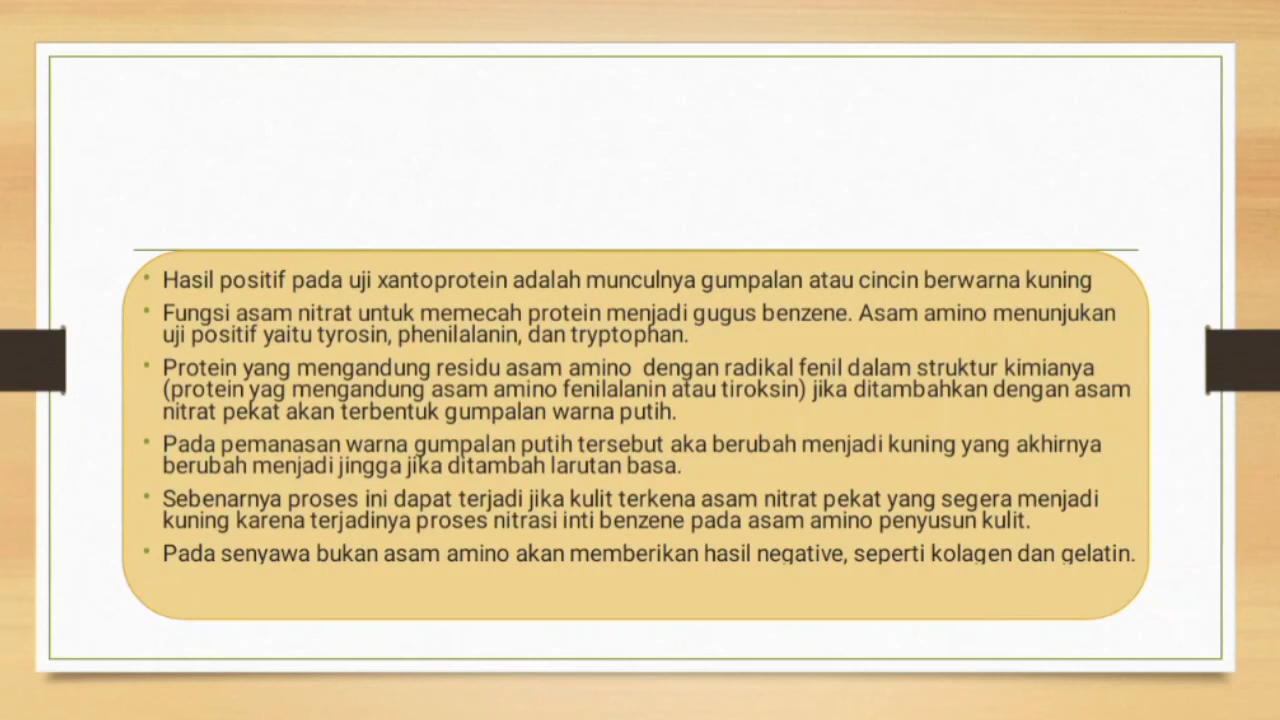 • Hasil positif pada uji xantoprotein adalah munculnya gumpalan atau cincin berwarna kuning
• Fungsi asam nitrat untuk memecah protein menjadi gugus benzene. Asam amino menunjukan
uji positif yaitu tyrosin, phenilalanin, dan tryptophan.
• Protein yang mengandung residu asam amino  dengan radikal fenil dalam struktur kimianya
(protein yag mengandung asam amino fenilalanin atau tiroksin) jika ditambahkan dengan asam
nitrat pekat akan terbentuk gumpalan warna putih.
• Pada pemanasan warna gumpalan putih tersebut aka berubah menjadi kuning yang akhirnya
berubah menjadi jingga jika ditambah larutan basa.
• Sebenarnya proses ini dapat terjadi jika kulit terkena asam nitrat pekat yang segera menjadi
kuning karena terjadinya proses nitrasi inti benzene pada asam amino penyusun kulit.
• Pada senyawa bukan asam amino akan memberikan hasil negative, seperti kolagen dan gelatin.